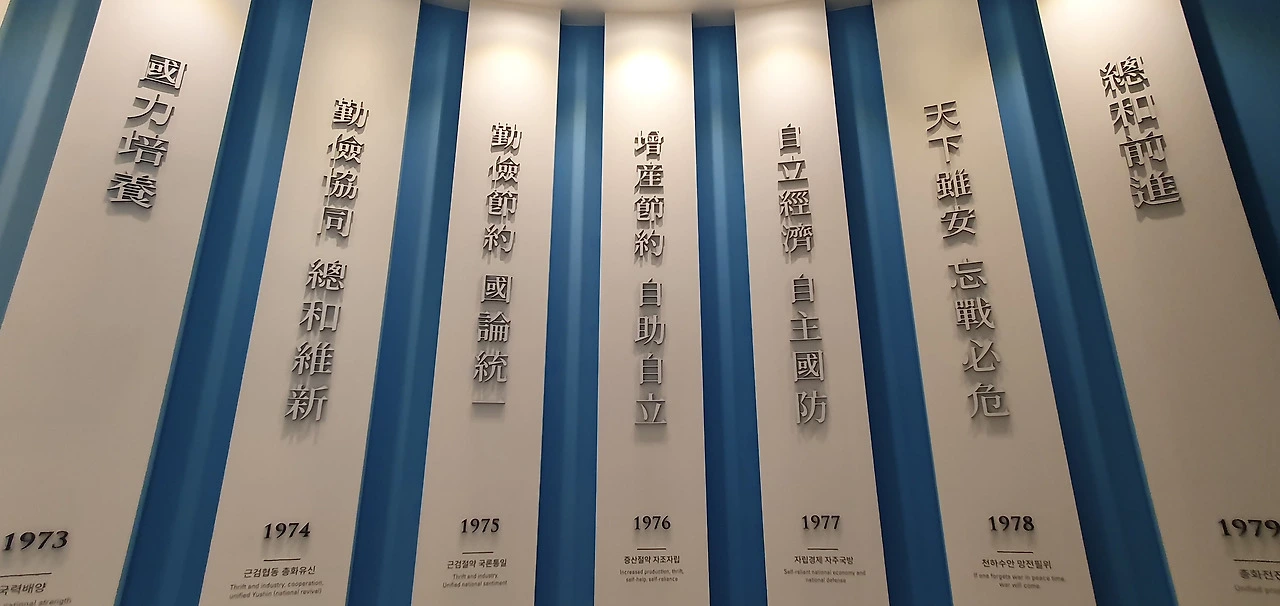 國力培養
1973
국력배양
national strength
勤儉協同 總和維新
1974
근검협동 총화유신
Thrift and industry, cooperation,
unified Yushin (national revival)
勤儉節約 國論統一
1975
근검절약 국론통일
Thrift and industry,
Unified national sentiment
增産節約 自助自立
1976
증산절약 자조자립
Increased production, thrift,
self-help, self-reliance
自立經濟 自主國防
1977
자립경제 자주국방
Self-reliant national economy and
national defense
天下雖安 忘戰必危
1978
천하수안 망전필위
If one forgets war in peace time,
war will come.
總和前進
1979
총화전진
Unified